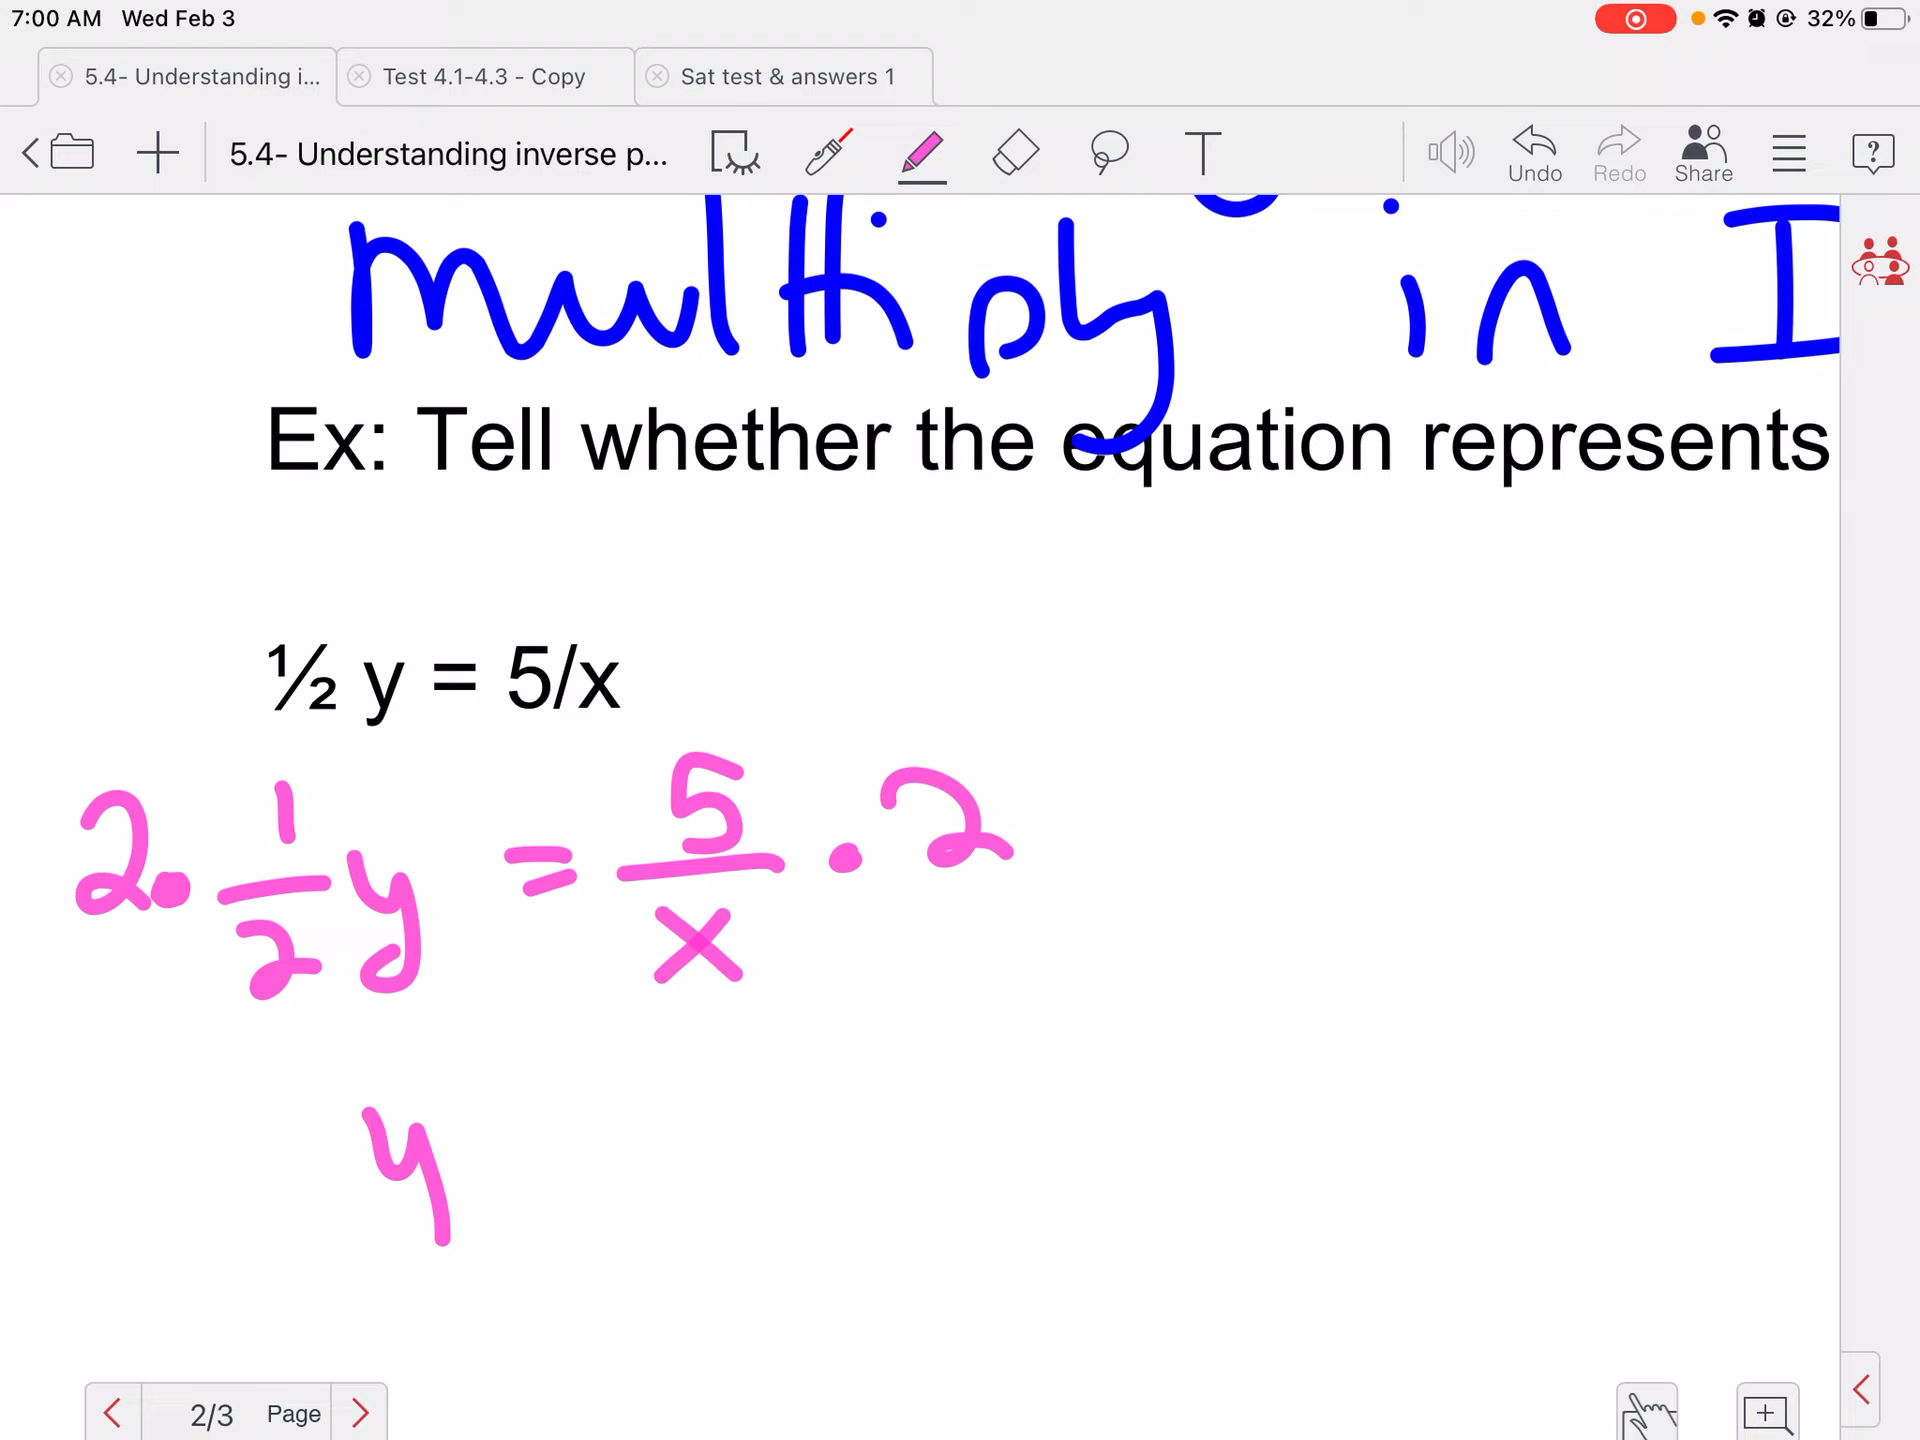 7:00 AM Wed Feb 3 32%
5.4- Understanding i... Test 4.1-4.3 - Copy Sat test & answers 1
5.4- Understanding inverse p... T Undo Redo Share ?
multiply in I
Ex: Tell whether the equation represents
½ y = 5/x
2 · 1/2 y = 5/x · 2
y
2/3 Page